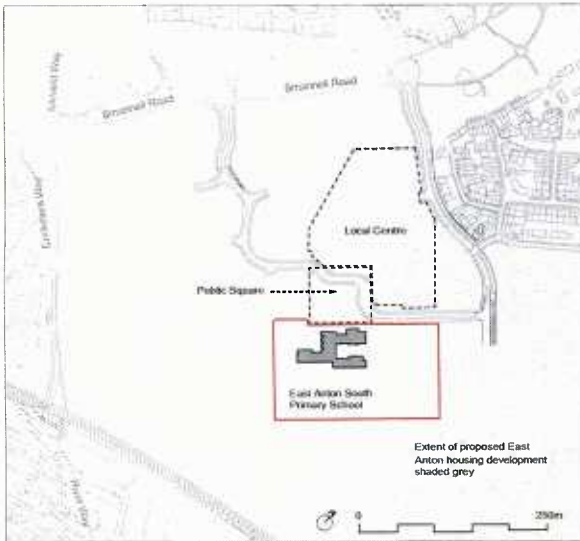 Smannell Road
Smannell Road
Local Centre
Public Square
East Anton South
Primary School
Extent of proposed East
Anton housing development
shaded grey
0
250m